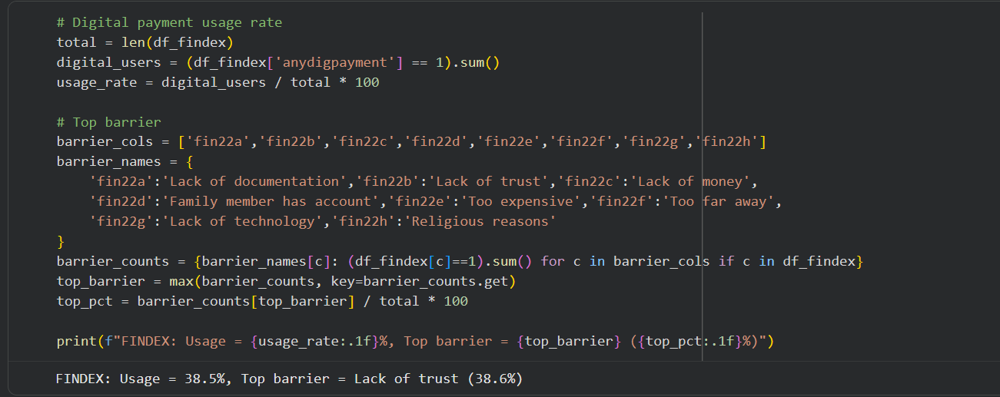 # Digital payment usage rate
total = len(df_findex)
digital_users = (df_findex['anydigpayment'] == 1).sum()
usage_rate = digital_users / total * 100
# Top barrier
barrier_cols = ['fin22a','fin22b','fin22c','fin22d','fin22e','fin22f','fin22g','fin22h']
barrier_names = {
    'fin22a':'Lack of documentation','fin22b':'Lack of trust','fin22c':'Lack of money',
    'fin22d':'Family member has account','fin22e':'Too expensive','fin22f':'Too far away',
    'fin22g':'Lack of technology','fin22h':'Religious reasons'
}
barrier_counts = {barrier_names[c]: (df_findex[c]==1).sum() for c in barrier_cols if c in df_findex}
top_barrier = max(barrier_counts, key=barrier_counts.get)
top_pct = barrier_counts[top_barrier] / total * 100
print(f"FINDEX: Usage = {usage_rate:.1f}%, Top barrier = {top_barrier} ({top_pct:.1f}%)")
FINDEX: Usage = 38.5%, Top barrier = Lack of trust (38.6%)